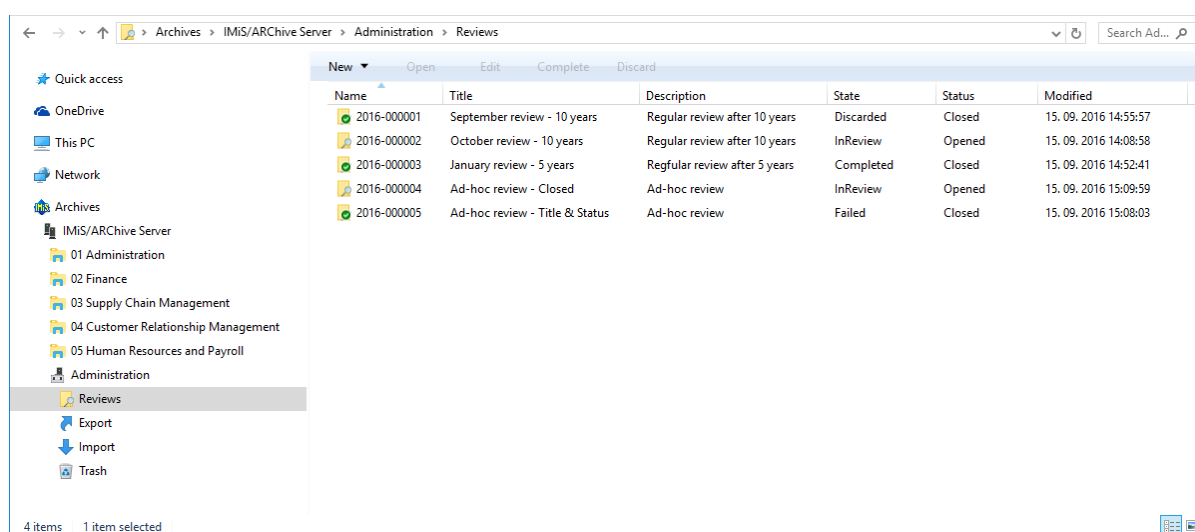 Archives > IMiS/ARChive Server > Administration > Reviews Search Ad...
New Open Edit Complete Discard
Quick access
OneDrive
This PC
Network
Archives
IMiS/ARChive Server
01 Administration
02 Finance
03 Supply Chain Management
04 Customer Relationship Management
05 Human Resources and Payroll
Administration
Reviews
Export
Import
Trash
Name Title Description State Status Modified
2016-000001 September review - 10 years Regular review after 10 years Discarded Closed 15. 09. 2016 14:55:57
2016-000002 October review - 10 years Regular review after 10 years InReview Opened 15. 09. 2016 14:08:58
2016-000003 January review - 5 years Regfular review after 5 years Completed Closed 15. 09. 2016 14:52:41
2016-000004 Ad-hoc review - Closed Ad-hoc review InReview Opened 15. 09. 2016 15:09:59
2016-000005 Ad-hoc review - Title & Status Ad-hoc review Failed Closed 15. 09. 2016 15:08:03
4 items 1 item selected